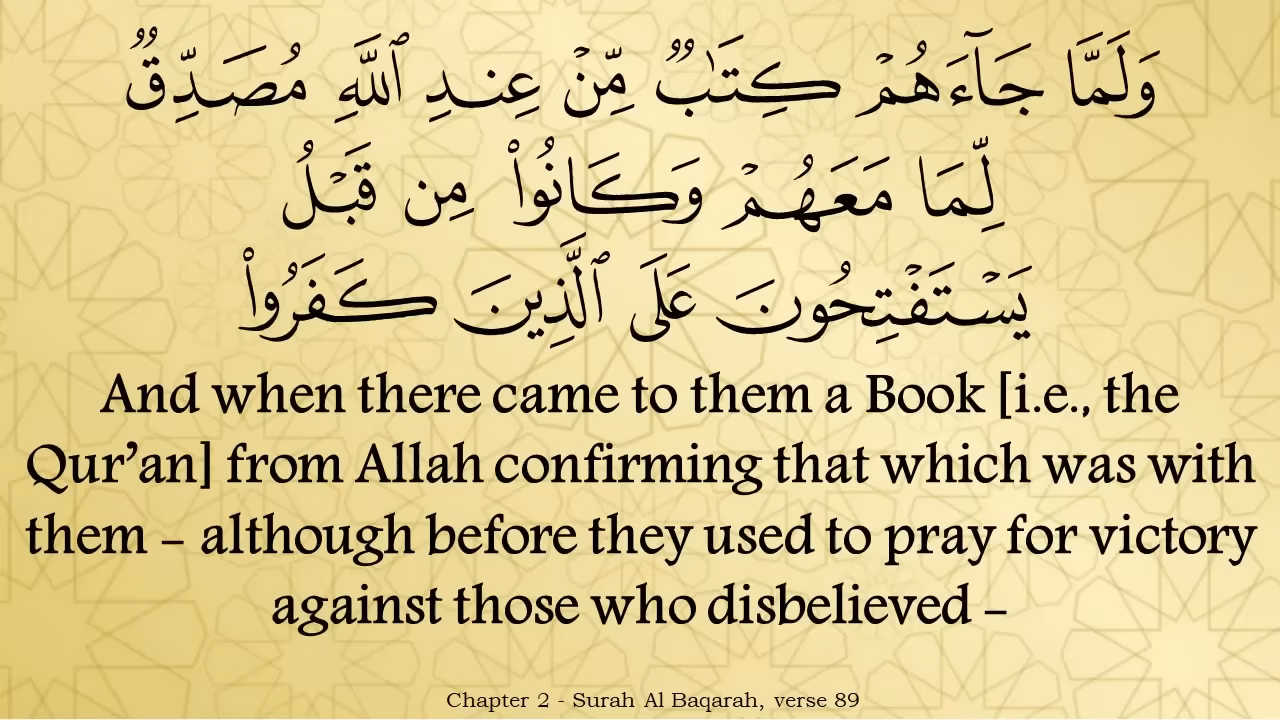 وَلَمَّا جَآءَهُمْ كِتَٰبٌ مِّنْ عِندِ ٱللَّهِ مُصَدِّقٌ
لِّمَا مَعَهُمْ وَكَانُوا۟ مِن قَبْلُ
يَسْتَفْتِحُونَ عَلَى ٱلَّذِينَ كَفَرُوا۟
And when there came to them a Book [i.e., the
Qur’an] from Allah confirming that which was with
them – although before they used to pray for victory
against those who disbelieved –
Chapter 2 - Surah Al Baqarah, verse 89